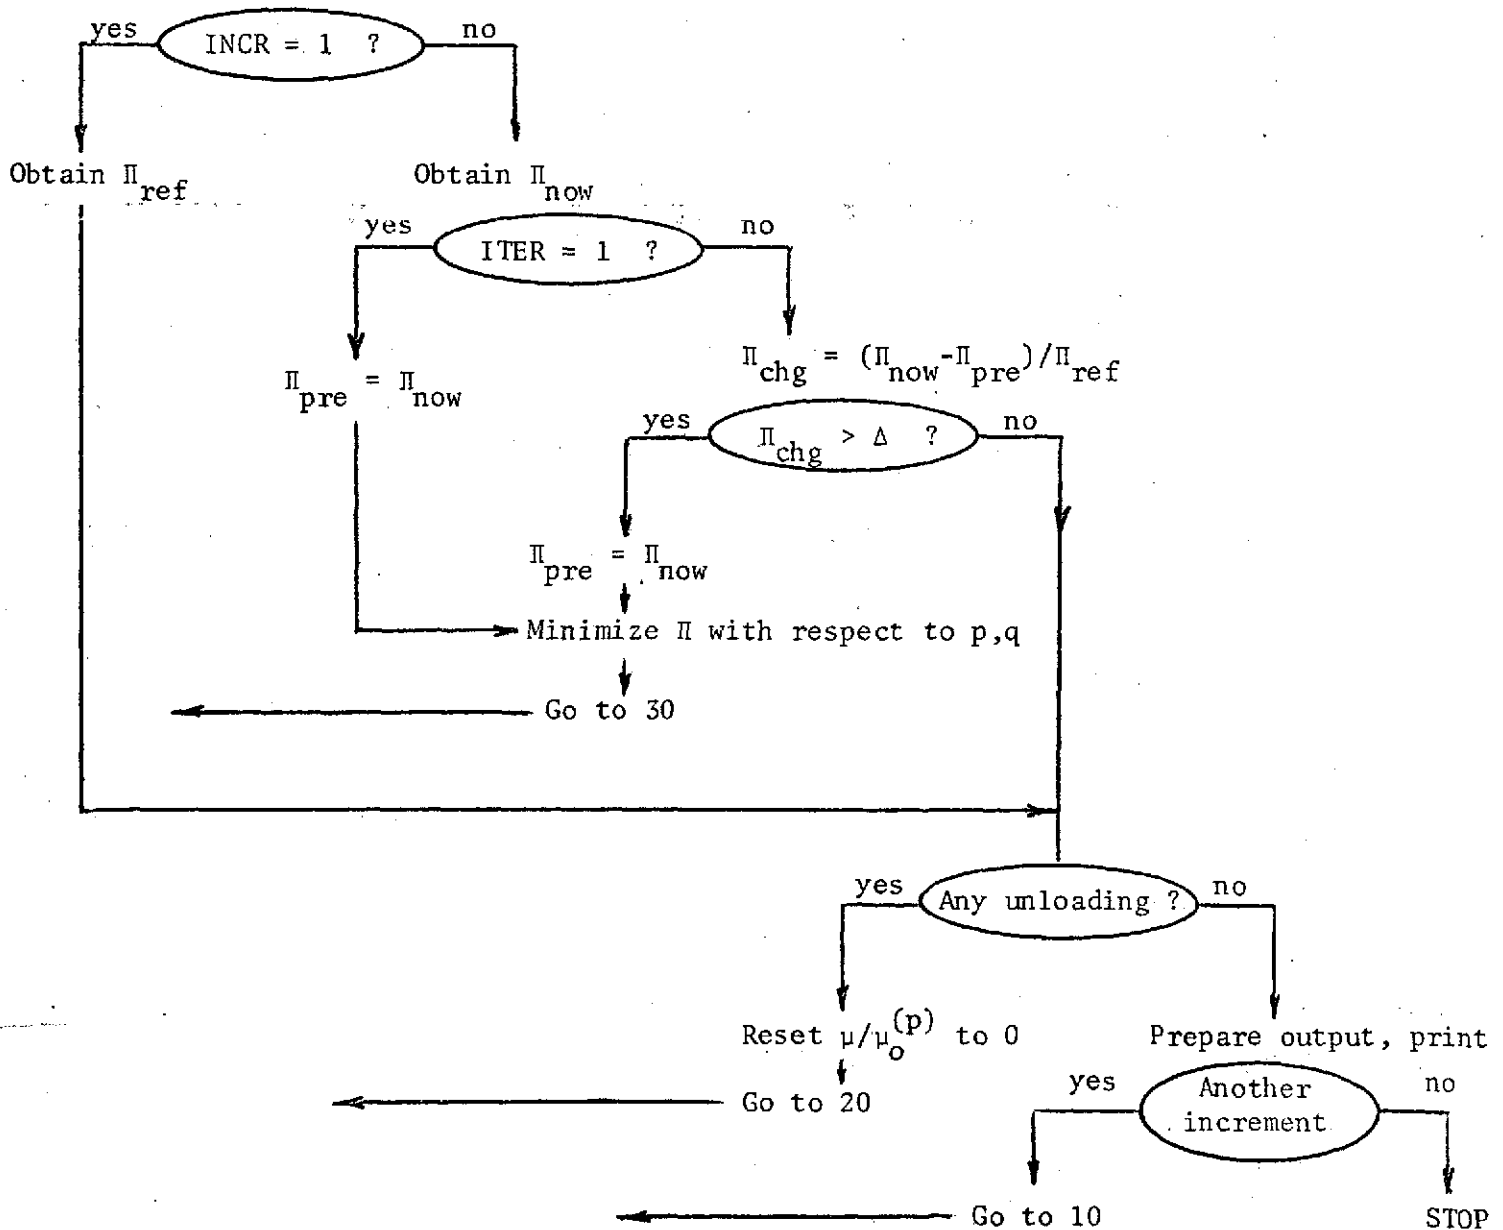 yes INCR = 1 ? no
Obtain Π_ref
Obtain Π_now
yes ITER = 1 ? no
Π_chg = (Π_now-Π_pre)/Π_ref
Π_pre = Π_now
yes Π_chg > Δ ? no
Π_pre = Π_now
Minimize Π with respect to p,q
Go to 30
yes Any unloading ? no
Reset μ/μ_o^(p) to 0
Prepare output, print
Go to 20
yes Another increment no
Go to 10
STOP